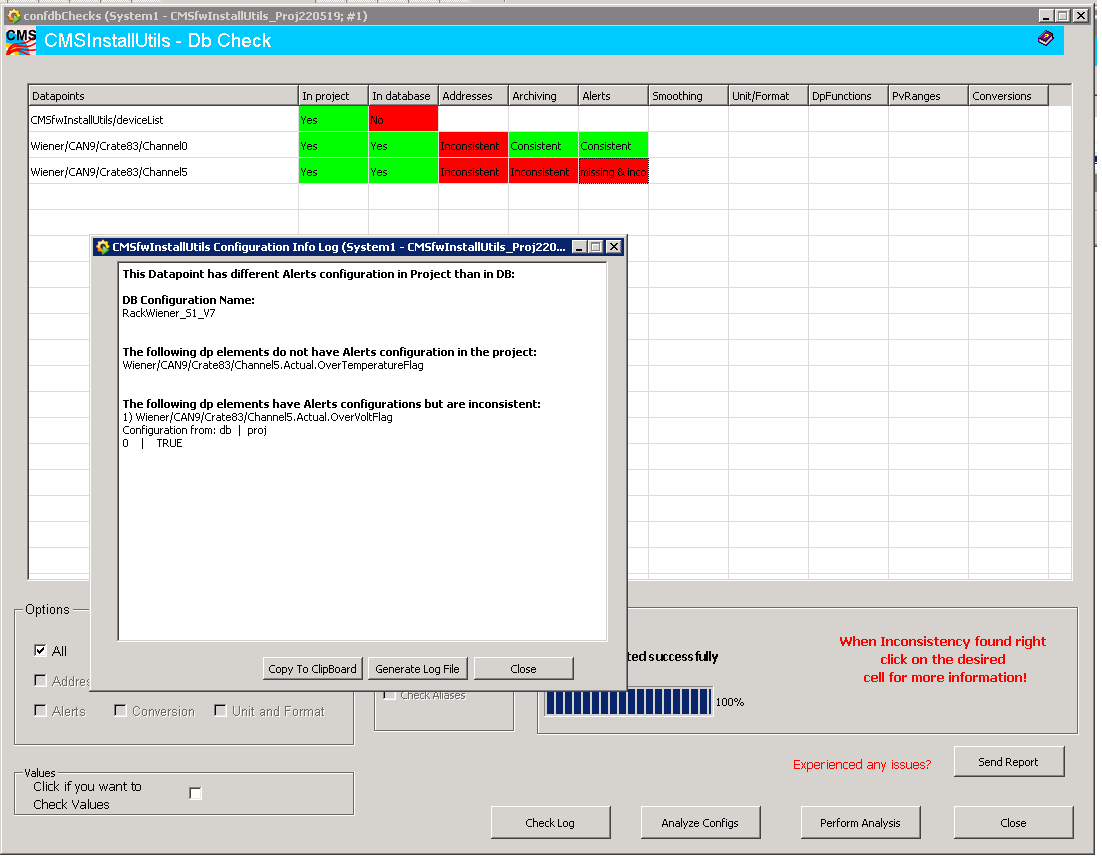 confdbChecks (System1 - CMSfwInstallUtils_Proj220519; #1)
CMS CMSInstallUtils - Db Check
Datapoints In project In database Addresses Archiving Alerts Smoothing Unit/Format DpFunctions PvRanges Conversions
CMSfwInstallUtils/deviceList Yes No
Wiener/CAN9/Crate83/Channel0 Yes Yes Inconsistent Consistent Consistent
Wiener/CAN9/Crate83/Channel5 Yes Yes Inconsistent Inconsistent missing & inco
CMSfwInstallUtils Configuration Info Log (System1 - CMSfwInstallUtils_Proj220...
This Datapoint has different Alerts configuration in Project than in DB:
DB Configuration Name:
RackWiener_S1_V7
The following dp elements do not have Alerts configuration in the project:
Wiener/CAN9/Crate83/Channel5.Actual.OverTemperatureFlag
The following dp elements have Alerts configurations but are inconsistent:
1) Wiener/CAN9/Crate83/Channel5.Actual.OverVoltFlag
Configuration from: db | proj
0 | TRUE
Copy To ClipBoard Generate Log File Close
Options
All
Addres
Alerts Conversion Unit and Format
Check Aliases
ted successfully
100%
When Inconsistency found right
click on the desired
cell for more information!
Values
Click if you want to
Check Values
Experienced any issues? Send Report
Check Log Analyze Configs Perform Analysis Close